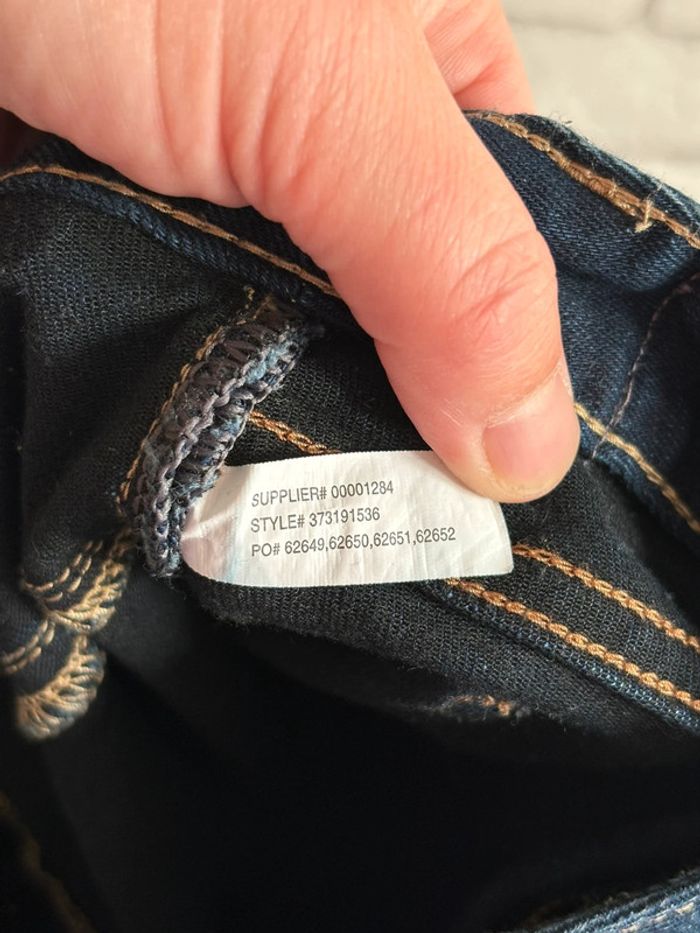 SUPPLIER# 00001284
STYLE# 373191536
PO# 62649,62650,62651,62652